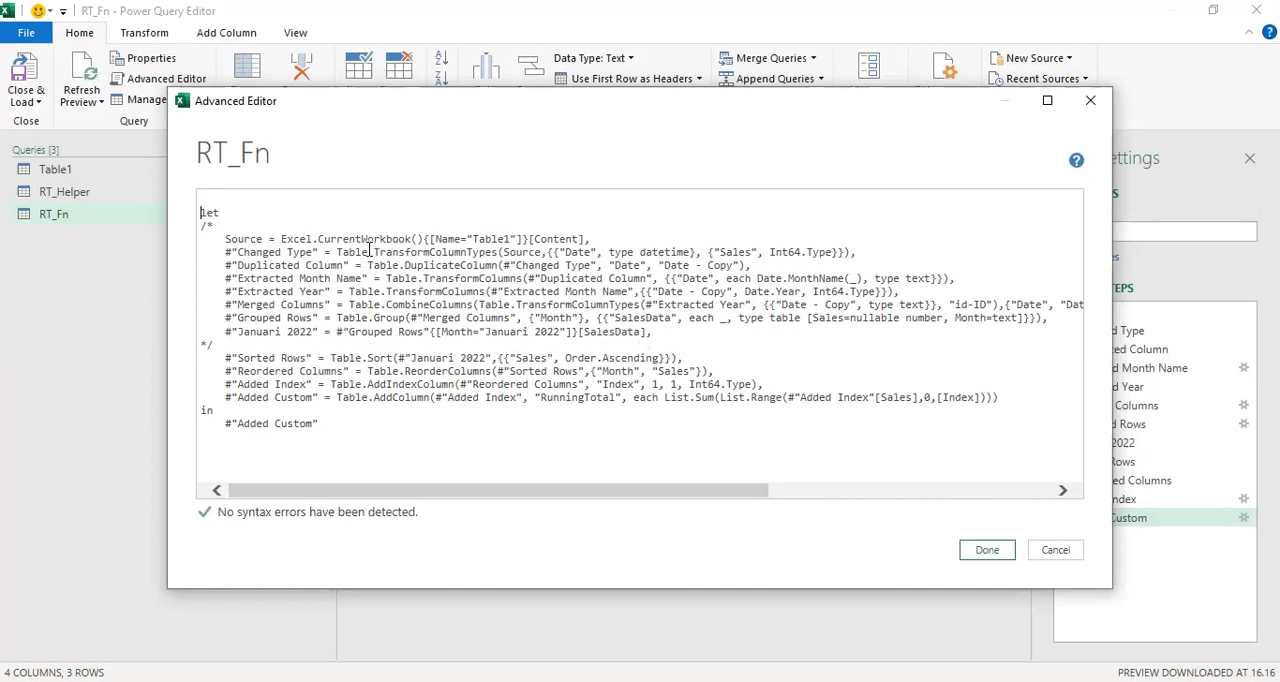 RT_Fn - Power Query Editor
File
Home
Transform
Add Column
View
Close & Load
Close
Refresh Preview
Properties
Advanced Editor
Manage
Query
Data Type: Text
Use First Row as Headers
Merge Queries
Append Queries
New Source
Recent Sources
Queries [3]
Table1
RT_Helper
RT_Fn
Advanced Editor
RT_Fn
let
/*
Source = Excel.CurrentWorkbook(){[Name="Table1"]}[Content],
#"Changed Type" = Table.TransformColumnTypes(Source,{{"Date", type datetime}, {"Sales", Int64.Type}}),
#"Duplicated Column" = Table.DuplicateColumn(#"Changed Type", "Date", "Date - Copy"),
#"Extracted Month Name" = Table.TransformColumns(#"Duplicated Column", {{"Date", each Date.MonthName(_), type text}}),
#"Extracted Year" = Table.TransformColumns(#"Extracted Month Name",{{"Date - Copy", Date.Year, Int64.Type}}),
#"Merged Columns" = Table.CombineColumns(Table.TransformColumnTypes(#"Extracted Year", {{"Date - Copy", type text}}, "id-ID"),{"Date", "Dat
#"Grouped Rows" = Table.Group(#"Merged Columns", {"Month"}, {{"SalesData", each _, type table [Sales=nullable number, Month=text]}}),
#"Januari 2022" = #"Grouped Rows"{[Month="Januari 2022"]}[SalesData],
*/
#"Sorted Rows" = Table.Sort(#"Januari 2022",{{"Sales", Order.Ascending}}),
#"Reordered Columns" = Table.ReorderColumns(#"Sorted Rows",{"Month", "Sales"}),
#"Added Index" = Table.AddIndexColumn(#"Reordered Columns", "Index", 1, 1, Int64.Type),
#"Added Custom" = Table.AddColumn(#"Added Index", "RunningTotal", each List.Sum(List.Range(#"Added Index"[Sales],0,[Index])))
in
#"Added Custom"
No syntax errors have been detected.
Done
Cancel
ettings
S
s
EPS
d Type
ated Column
d Month Name
d Year
Columns
d Rows
2022
Rows
ed Columns
ndex
Custom
4 COLUMNS, 3 ROWS
PREVIEW DOWNLOADED AT 16.16